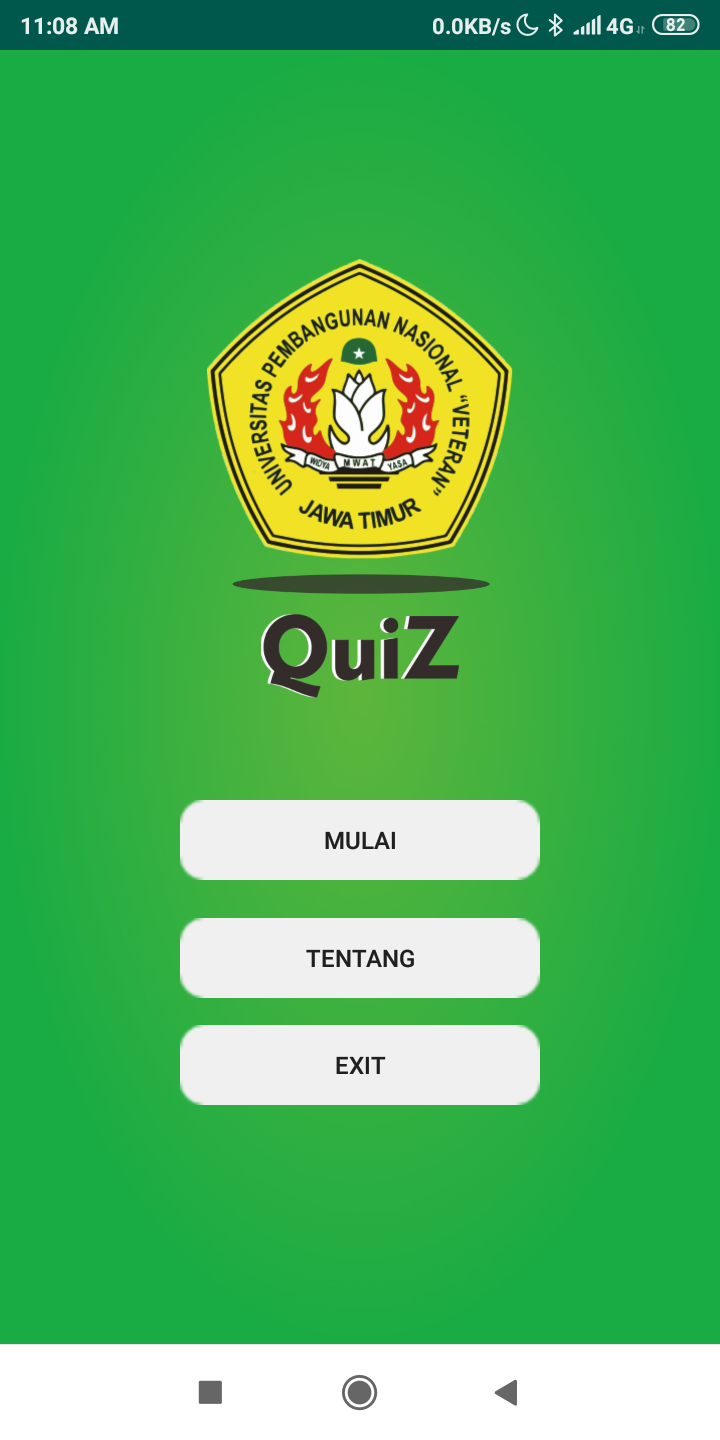 11:08 AM 0.0KB/s 4G 82
UNIVERSITAS PEMBANGUNAN NASIONAL “VETERAN”
WIDYA MWAT YASA
JAWA TIMUR
QuiZ
MULAI
TENTANG
EXIT